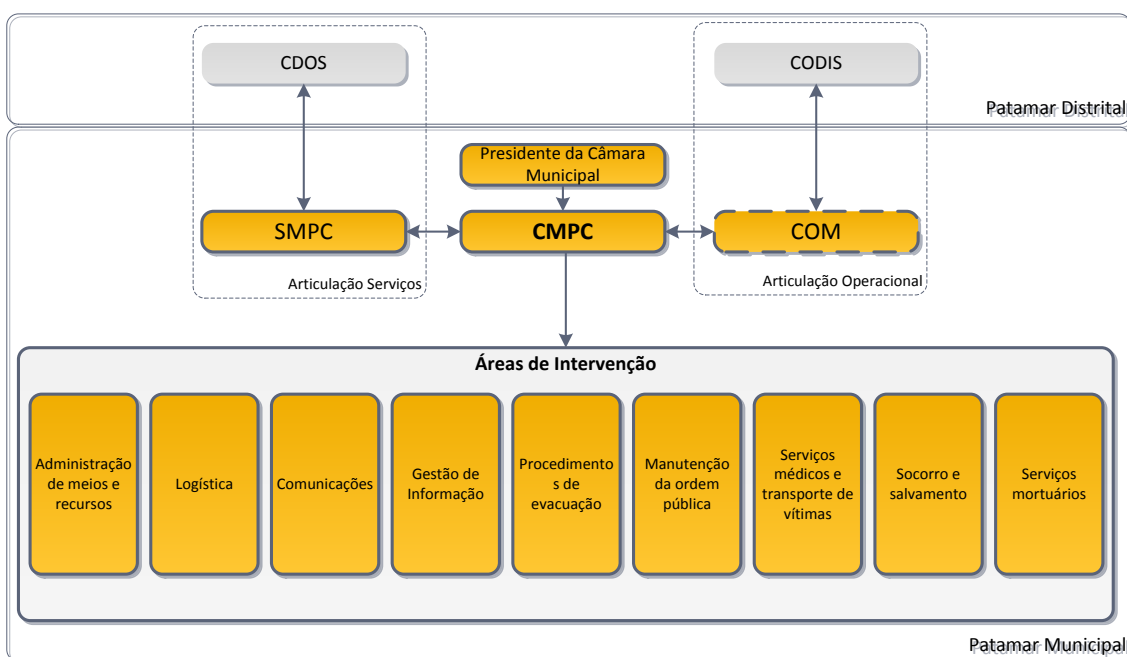 CDOS
CODIS
Patamar Distrital
Presidente da Câmara
Municipal
SMPC
CMPC
COM
Articulação Serviços
Articulação Operacional
Áreas de Intervenção
Administração
de meios e
recursos
Logística
Comunicações
Gestão de
Informação
Procedimento
s de
evacuação
Manutenção
da ordem
pública
Serviços
médicos e
transporte de
vítimas
Socorro e
salvamento
Serviços
mortuários
Patamar Municipal